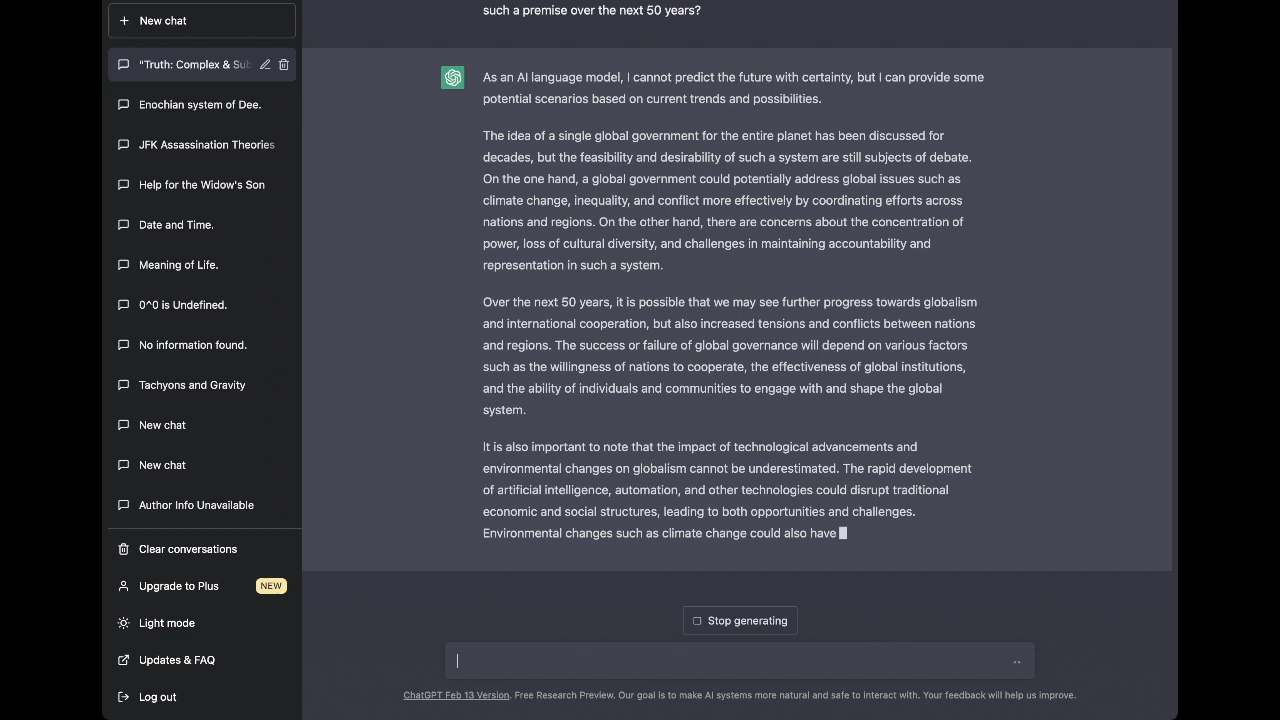 New chat
"Truth: Complex & Sub
Enochian system of Dee.
JFK Assassination Theories
Help for the Widow's Son
Date and Time.
Meaning of Life.
0^0 is Undefined.
No information found.
Tachyons and Gravity
New chat
New chat
Author Info Unavailable
Clear conversations
Upgrade to Plus NEW
Light mode
Updates & FAQ
Log out
such a premise over the next 50 years?
As an AI language model, I cannot predict the future with certainty, but I can provide some
potential scenarios based on current trends and possibilities.
The idea of a single global government for the entire planet has been discussed for
decades, but the feasibility and desirability of such a system are still subjects of debate.
On the one hand, a global government could potentially address global issues such as
climate change, inequality, and conflict more effectively by coordinating efforts across
nations and regions. On the other hand, there are concerns about the concentration of
power, loss of cultural diversity, and challenges in maintaining accountability and
representation in such a system.
Over the next 50 years, it is possible that we may see further progress towards globalism
and international cooperation, but also increased tensions and conflicts between nations
and regions. The success or failure of global governance will depend on various factors
such as the willingness of nations to cooperate, the effectiveness of global institutions,
and the ability of individuals and communities to engage with and shape the global
system.
It is also important to note that the impact of technological advancements and
environmental changes on globalism cannot be underestimated. The rapid development
of artificial intelligence, automation, and other technologies could disrupt traditional
economic and social structures, leading to both opportunities and challenges.
Environmental changes such as climate change could also have
Stop generating
ChatGPT Feb 13 Version. Free Research Preview. Our goal is to make AI systems more natural and safe to interact with. Your feedback will help us improve.